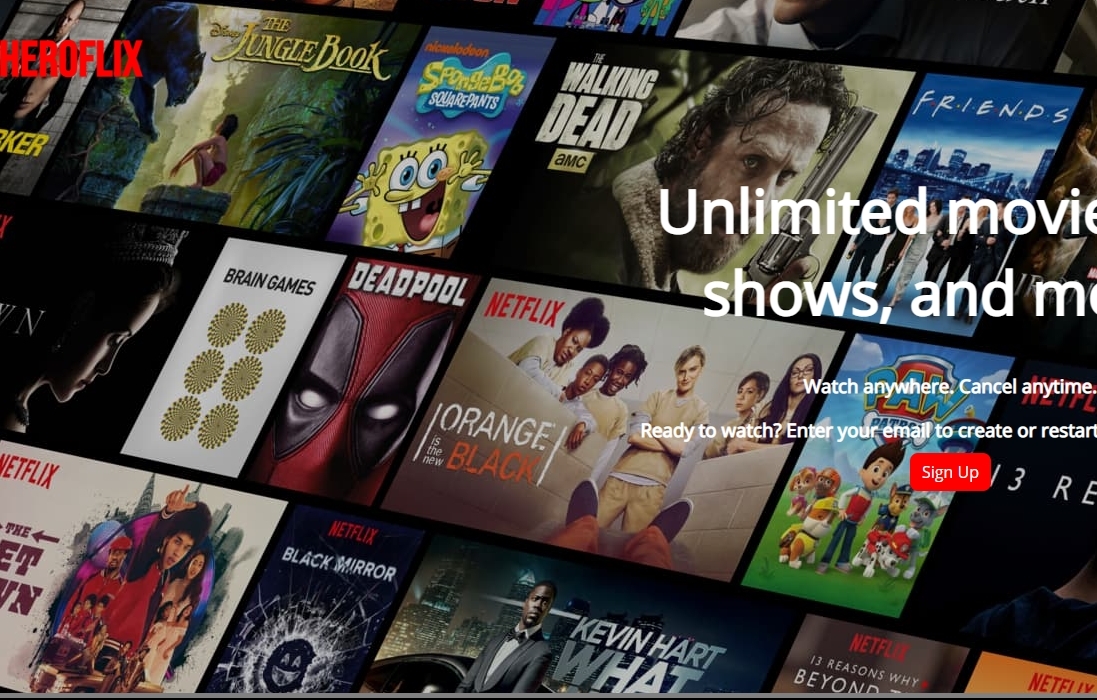 HEROFLIX
Disney
THE
JUNGLE BOOK
nickelodeon
SpongeBob
SQUAREPANTS
THE
WALKING
DEAD
AMC
F·R·I·E·N·D·S
RKER
Unlimited movie
shows, and mo
Watch anywhere. Cancel anytime.
Ready to watch? Enter your email to create or restart
Sign Up
WN
BRAIN GAMES
DEADPOOL
NETFLIX
ORANGE
is
the
new
BLACK
PAW
PATROL
NETFL
13 RE
NETFLIX
THE
ET
WN
NETFLIX
BLACK MIRROR
KEVIN HART
WHAT
NETFLIX
13 REASONS WHY
BEYOND T
NETFLIX